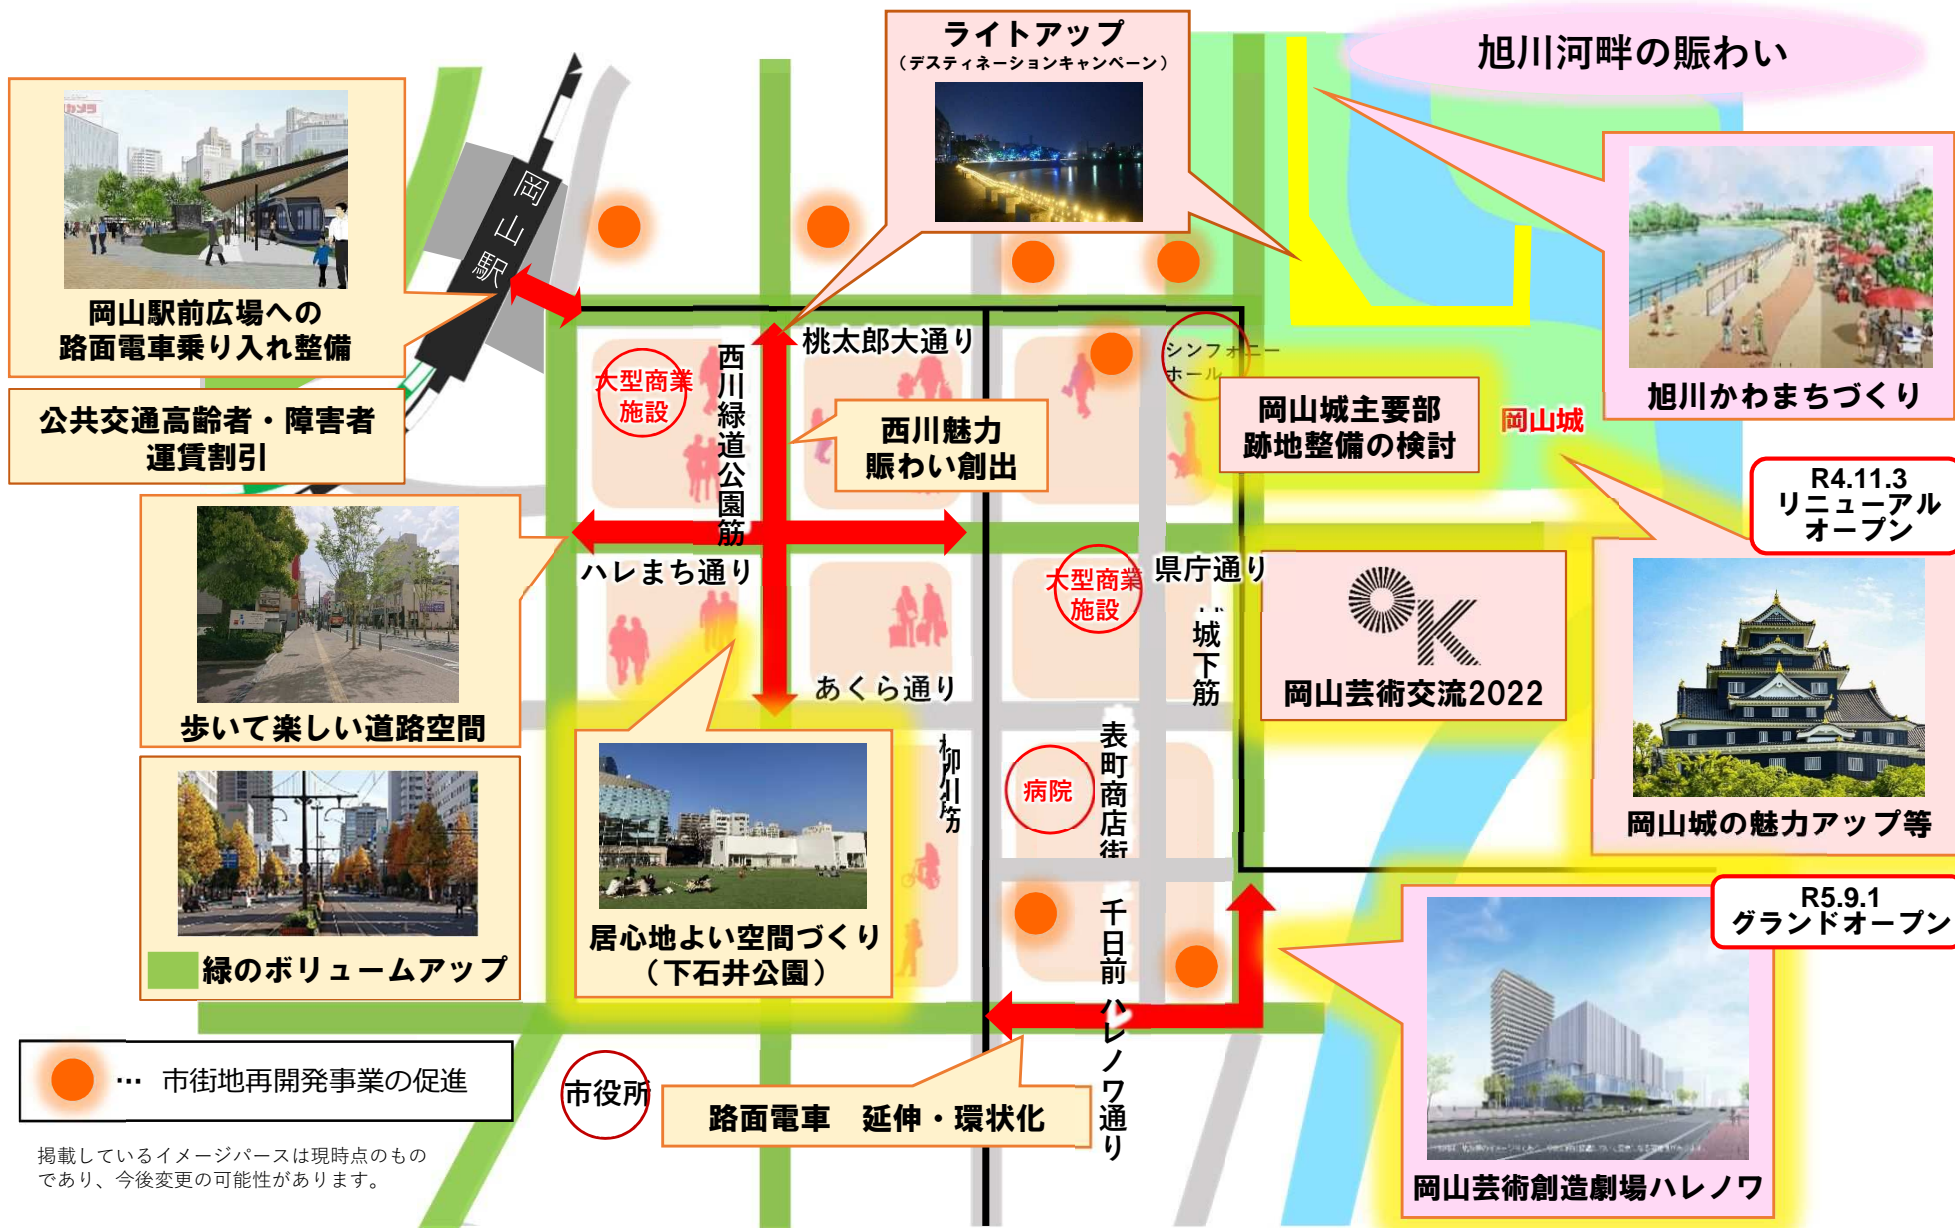 ライトアップ
（デスティネーションキャンペーン）
旭川河畔の賑わい
カメラ
岡山駅前広場への
路面電車乗り入れ整備
公共交通高齢者・障害者
運賃割引
岡山駅
旭川かわまちづくり
桃太郎大通り
西川緑道公園筋
大型商業
施設
シンフォニー
ホール
西川魅力
賑わい創出
岡山城主要部
跡地整備の検討
岡山城
R4.11.3
リニューアル
オープン
歩いて楽しい道路空間
ハレまち通り
大型商業
施設
県庁通り
城下筋
OK
岡山芸術交流2022
岡山城の魅力アップ等
あくら通り
柳川筋
病院
表町商店街
緑のボリュームアップ
居心地よい空間づくり
（下石井公園）
千日前
ハレノワ通り
R5.9.1
グランドオープン
岡山芸術創造劇場ハレノワ
… 市街地再開発事業の促進
市役所
路面電車　延伸・環状化
掲載しているイメージパースは現時点のもの
であり、今後変更の可能性があります。